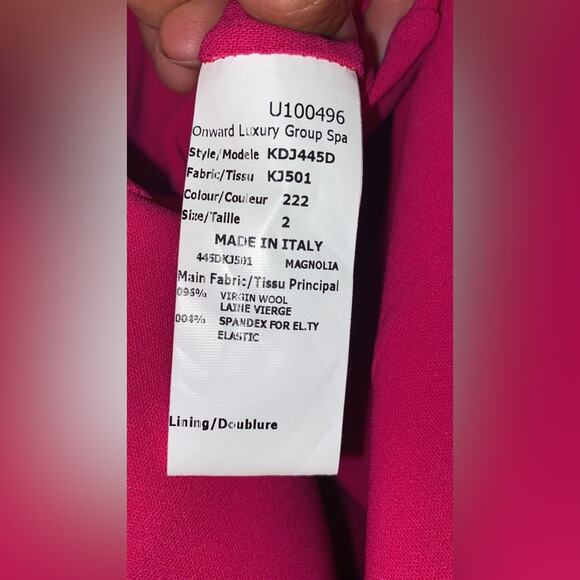 U100496
Onward Luxury Group Spa
Style/Modele KDJ445D
Fabric/Tissu KJ501
Colour/Couleur 222
Size/Taille 2
MADE IN ITALY
445DKJ501 MAGNOLIA
Main Fabric/Tissu Principal
096% VIRGIN WOOL
LAINE VIERGE
004% SPANDEX FOR EL.TY
ELASTIC
Lining/Doublure